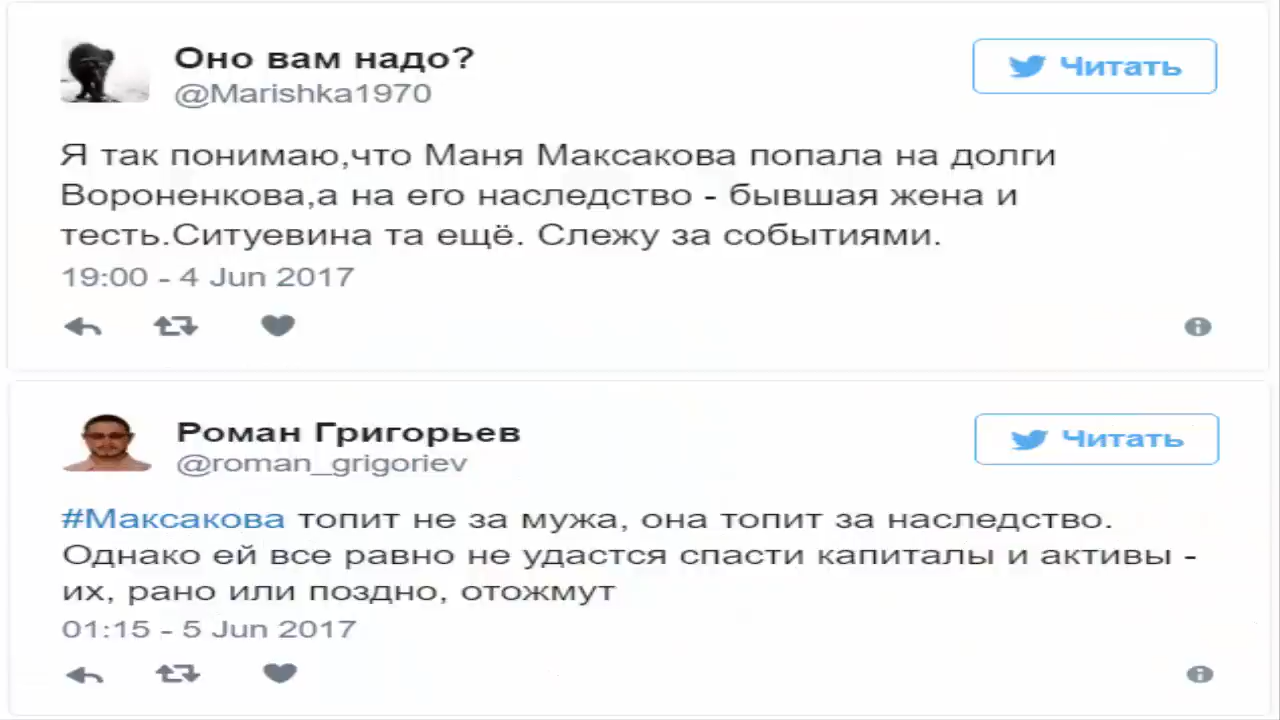 Оно вам надо?
@Marishka1970
Читать
Я так понимаю,что Маня Максакова попала на долги
Вороненкова,а на его наследство - бывшая жена и
тесть.Ситуевина та ещё. Слежу за событиями.
19:00 - 4 Jun 2017
Роман Григорьев
@roman_grigoriev
Читать
#Максакова топит не за мужа, она топит за наследство.
Однако ей все равно не удастся спасти капиталы и активы -
их, рано или поздно, отожмут
01:15 - 5 Jun 2017